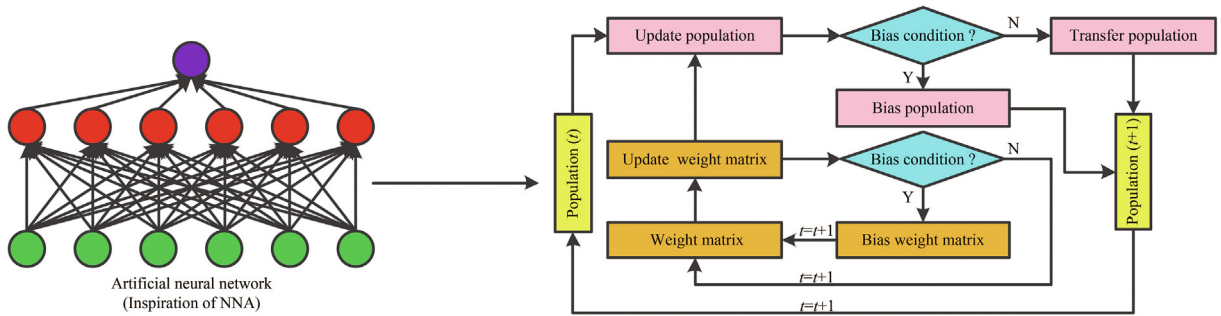 Update population
Bias condition ?
N
Transfer population
Y
Bias population
Population (t)
Update weight matrix
Bias condition ?
N
Population (t+1)
Y
Weight matrix
t=t+1
Bias weight matrix
t=t+1
t=t+1
Artificial neural network
(Inspiration of NNA)